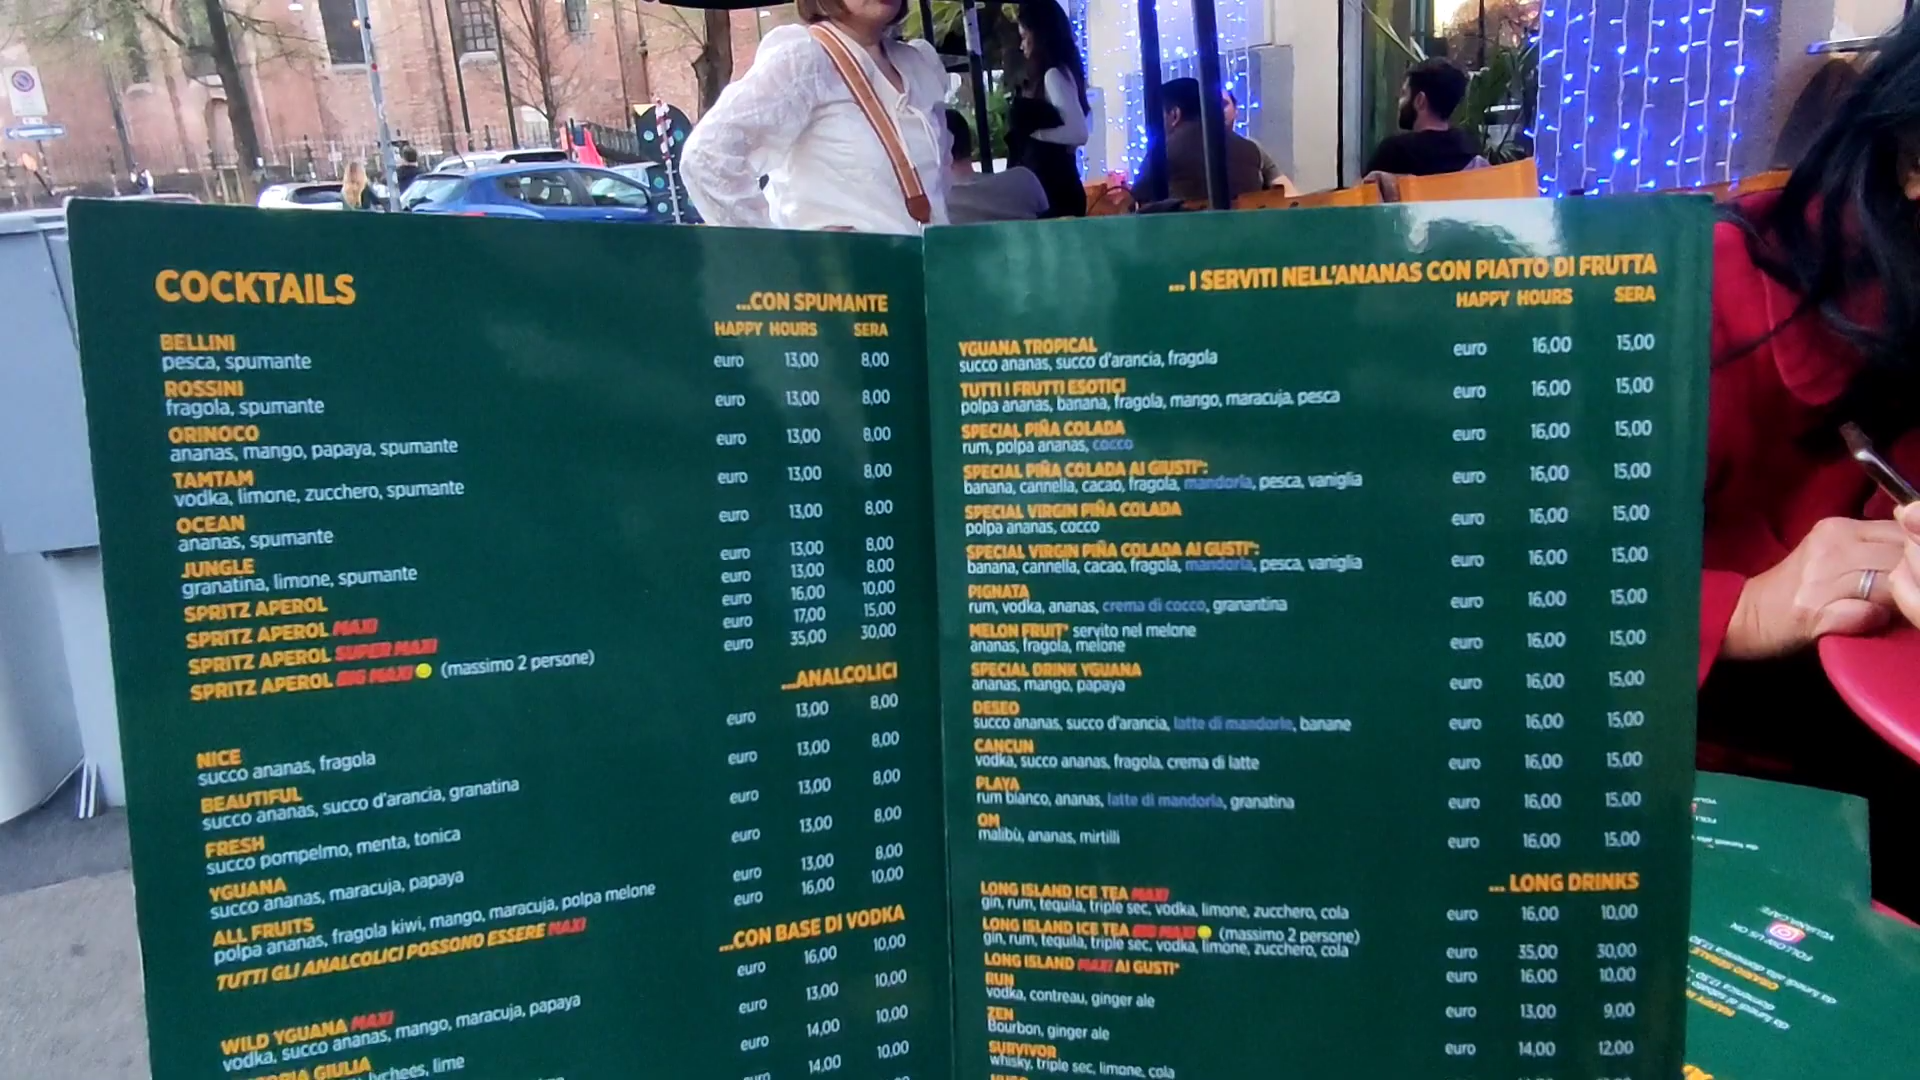 COCKTAILS
...CON SPUMANTE
HAPPY HOURS SERA
BELLINI
pesca, spumante
euro 13,00 8,00
ROSSINI
fragola, spumante
euro 13,00 8,00
ORINOCO
ananas, mango, papaya, spumante
euro 13,00 8,00
TAMTAM
vodka, limone, zucchero, spumante
euro 13,00 8,00
OCEAN
ananas, spumante
euro 13,00 8,00
JUNGLE
granatina, limone, spumante
euro 13,00 8,00
SPRITZ APEROL
euro 13,00 8,00
SPRITZ APEROL MAXI
euro 16,00 10,00
SPRITZ APEROL SUPER MAXI
euro 17,00 15,00
SPRITZ APEROL BIG MAXI (massimo 2 persone)
euro 35,00 30,00
...ANALCOLICI
NICE
succo ananas, fragola
euro 13,00 8,00
BEAUTIFUL
succo ananas, succo d'arancia, granatina
euro 13,00 8,00
FRESH
succo pompelmo, menta, tonica
euro 13,00 8,00
YGUANA
succo ananas, maracuja, papaya
euro 13,00 8,00
ALL FRUITS
polpa ananas, fragola kiwi, mango, maracuja, polpa melone
euro 13,00 8,00
TUTTI GLI ANALCOLICI POSSONO ESSERE MAXI
euro 16,00 10,00
...CON BASE DI VODKA
WILD YGUANA MAXI
vodka, succo ananas, mango, maracuja, papaya
euro 16,00 10,00
GIULIA
lychees, lime
euro 13,00 10,00
euro 14,00 10,00
euro 14,00 10,00
... I SERVITI NELL'ANANAS CON PIATTO DI FRUTTA
HAPPY HOURS SERA
YGUANA TROPICAL
succo ananas, succo d'arancia, fragola
euro 16,00 15,00
TUTTI I FRUTTI ESOTICI
polpa ananas, banana, fragola, mango, maracuja, pesca
euro 16,00 15,00
SPECIAL PIÑA COLADA
rum, polpa ananas, cocco
euro 16,00 15,00
SPECIAL PIÑA COLADA AI GUSTI*:
banana, cannella, cacao, fragola, mandorla, pesca, vaniglia
euro 16,00 15,00
SPECIAL VIRGIN PIÑA COLADA
polpa ananas, cocco
euro 16,00 15,00
SPECIAL VIRGIN PIÑA COLADA AI GUSTI*:
banana, cannella, cacao, fragola, mandorla, pesca, vaniglia
euro 16,00 15,00
PIGNATA
rum, vodka, ananas, crema di cocco, granantina
euro 16,00 15,00
MELON FRUIT* servito nel melone
ananas, fragola, melone
euro 16,00 15,00
SPECIAL DRINK YGUANA
ananas, mango, papaya
euro 16,00 15,00
DESEO
succo ananas, succo d'arancia, latte di mandorle, banane
euro 16,00 15,00
CANCUN
vodka, succo ananas, fragola, crema di latte
euro 16,00 15,00
PLAYA
rum bianco, ananas, latte di mandorla, granatina
euro 16,00 15,00
OM
malibù, ananas, mirtilli
euro 16,00 15,00
... LONG DRINKS
LONG ISLAND ICE TEA MAXI
gin, rum, tequila, triple sec, vodka, limone, zucchero, cola
euro 16,00 10,00
LONG ISLAND ICE TEA BIG MAXI (massimo 2 persone)
gin, rum, tequila, triple sec, vodka, limone, zucchero, cola
euro 35,00 30,00
LONG ISLAND MAXI AI GUSTI*
euro 16,00 10,00
RUN
vodka, contreau, ginger ale
euro 13,00 9,00
ZEN
Bourbon, ginger ale
euro 14,00 12,00
SURVIVOR
whisky, triple sec, limone, cola
FOLLOW US ON
YGUANA.CAFE